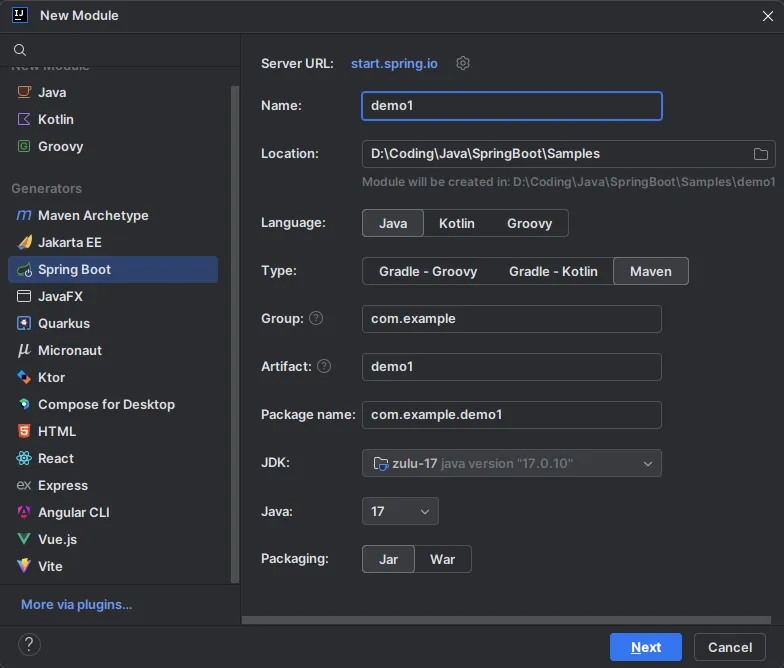 New Module
New Module
Java
Kotlin
Groovy
Generators
Maven Archetype
Jakarta EE
Spring Boot
JavaFX
Quarkus
Micronaut
Ktor
Compose for Desktop
HTML
React
Express
Angular CLI
Vue.js
Vite
More via plugins...
Server URL: start.spring.io
Name: demo1
Location: D:\Coding\Java\SpringBoot\Samples
Module will be created in: D:\Coding\Java\SpringBoot\Samples\demo1
Language: Java Kotlin Groovy
Type: Gradle - Groovy Gradle - Kotlin Maven
Group: com.example
Artifact: demo1
Package name: com.example.demo1
JDK: zulu-17 java version "17.0.10"
Java: 17
Packaging: Jar War
? Next Cancel